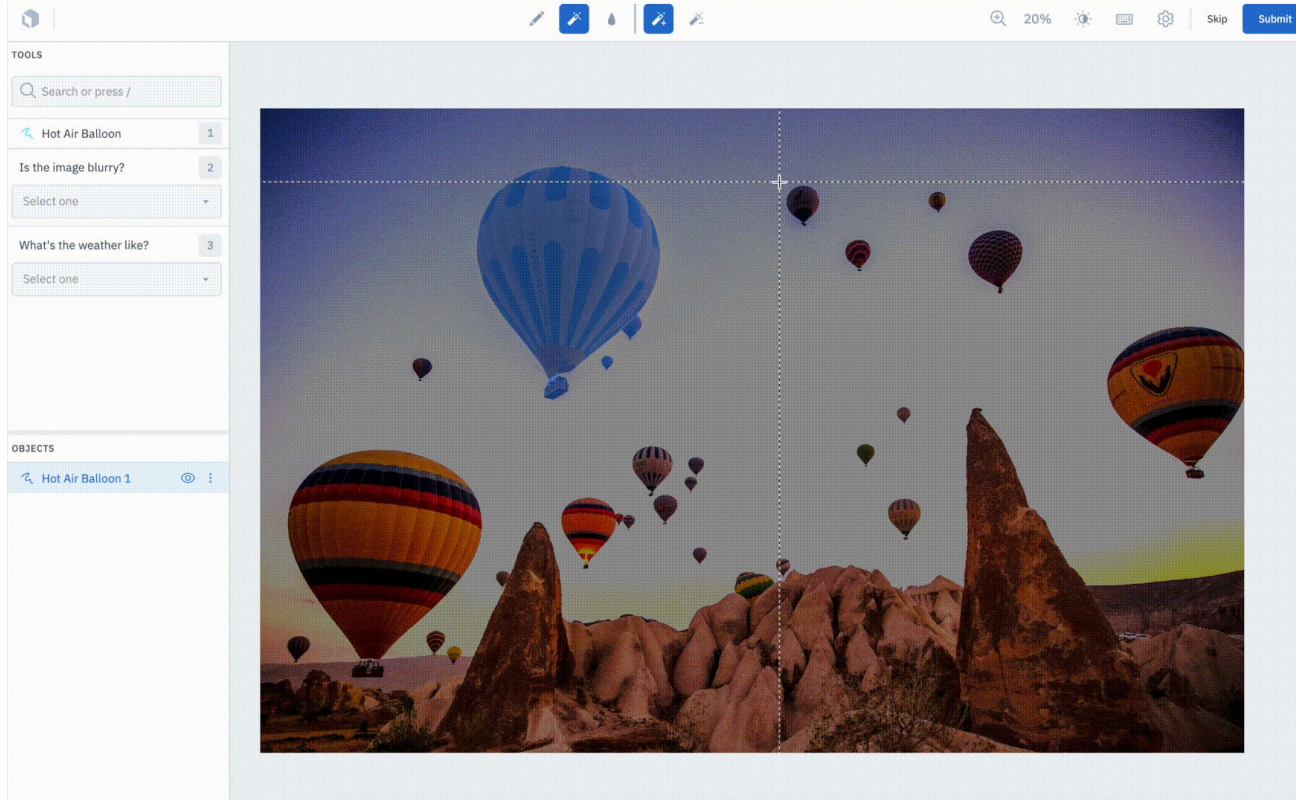 20%
Skip
Submit
TOOLS
Search or press /
Hot Air Balloon 1
Is the image blurry? 2
Select one
What's the weather like? 3
Select one
OBJECTS
Hot Air Balloon 1